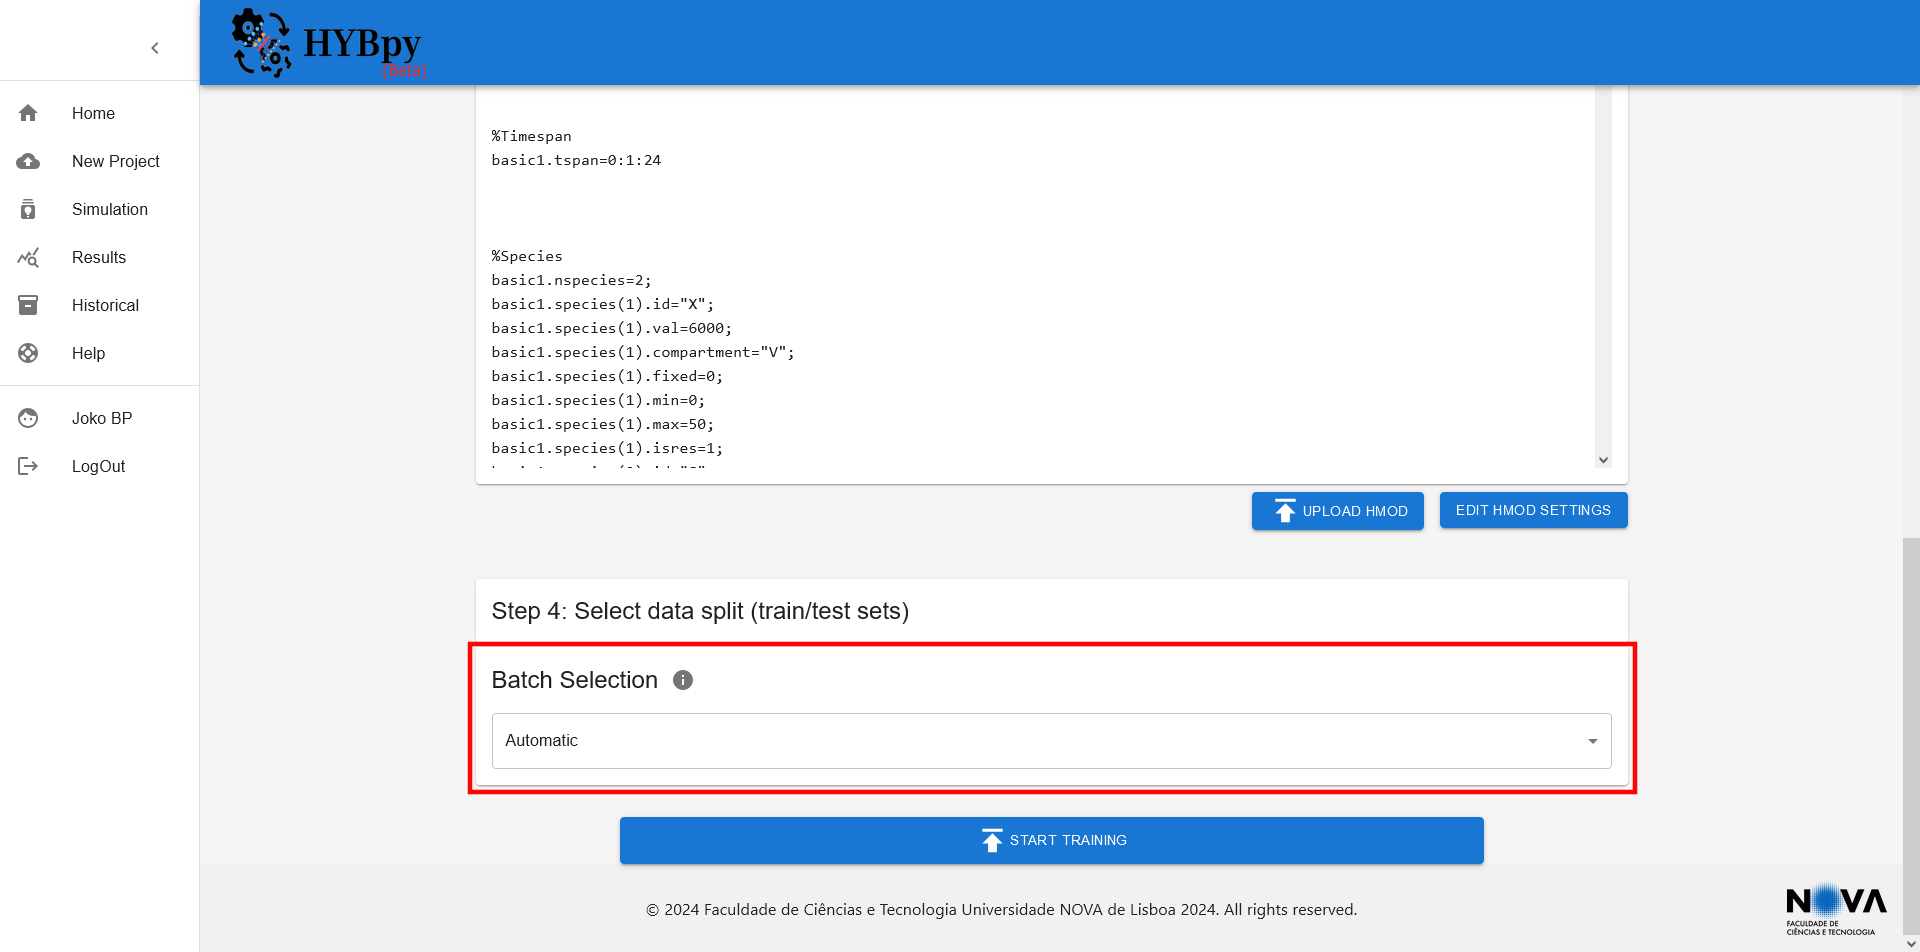 HYBpy
(Beta)
Home
New Project
Simulation
Results
Historical
Help
Joko BP
LogOut
%Timespan
basic1.tspan=0:1:24
%Species
basic1.nspecies=2;
basic1.species(1).id="X";
basic1.species(1).val=6000;
basic1.species(1).compartment="V";
basic1.species(1).fixed=0;
basic1.species(1).min=0;
basic1.species(1).max=50;
basic1.species(1).isres=1;
UPLOAD HMOD
EDIT HMOD SETTINGS
Step 4: Select data split (train/test sets)
Batch Selection
Automatic
START TRAINING
© 2024 Faculdade de Ciências e Tecnologia Universidade NOVA de Lisboa 2024. All rights reserved.
NOVA
FACULDADE DE
CIÊNCIAS E TECNOLOGIA